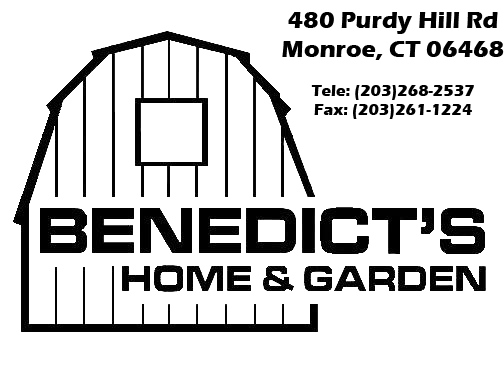 480 Purdy Hill Rd
Monroe, CT 06468
Tele: (203)268-2537
Fax: (203)261-1224
BENEDICT'S
HOME & GARDEN